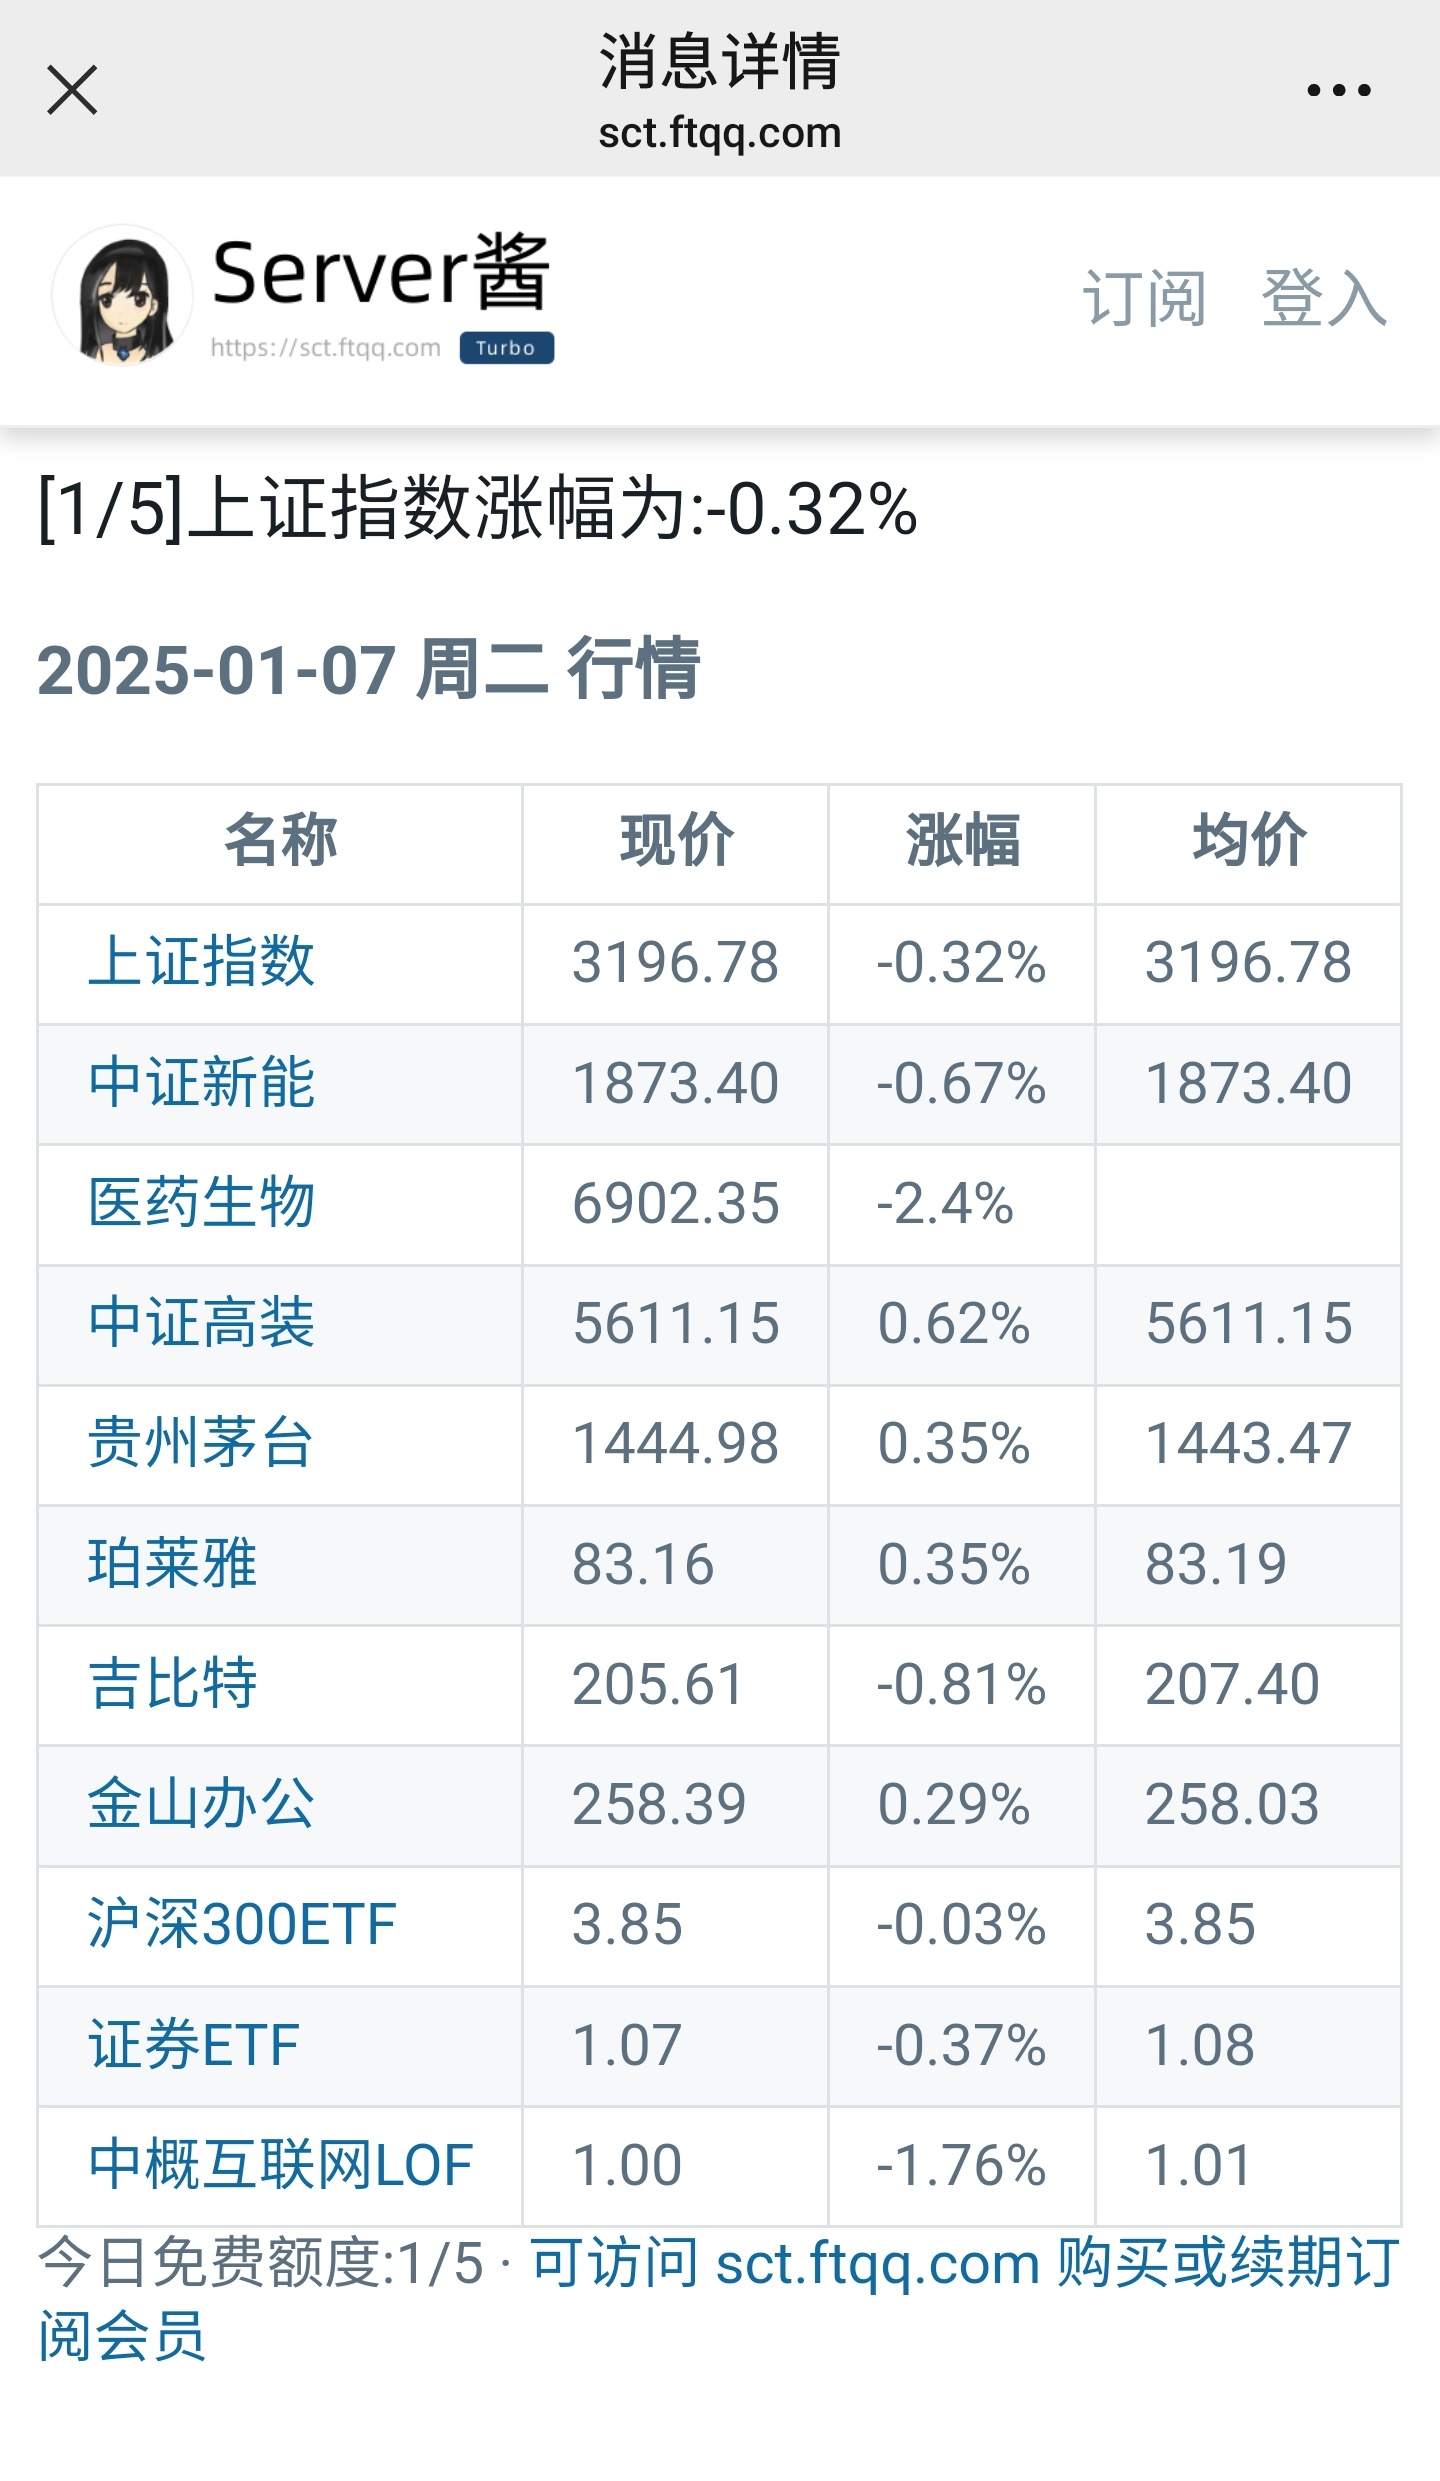 消息详情
sct.ftqq.com
Server酱
https://sct.ftqq.com Turbo
订阅 登入
[1/5]上证指数涨幅为:-0.32%
2025-01-07 周二 行情
名称 现价 涨幅 均价
上证指数 3196.78 -0.32% 3196.78
中证新能 1873.40 -0.67% 1873.40
医药生物 6902.35 -2.4%
中证高装 5611.15 0.62% 5611.15
贵州茅台 1444.98 0.35% 1443.47
珀莱雅 83.16 0.35% 83.19
吉比特 205.61 -0.81% 207.40
金山办公 258.39 0.29% 258.03
沪深300ETF 3.85 -0.03% 3.85
证券ETF 1.07 -0.37% 1.08
中概互联网LOF 1.00 -1.76% 1.01
今日免费额度:1/5 · 可访问 sct.ftqq.com 购买或续期订
阅会员